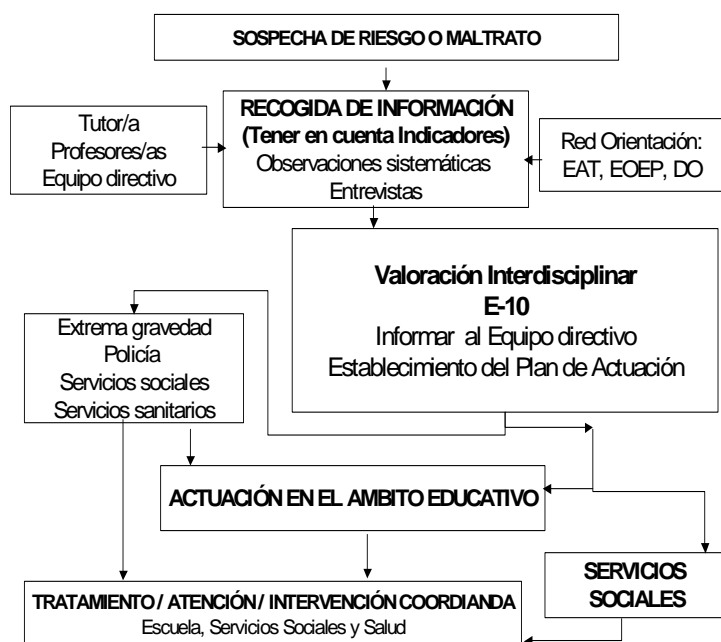 SOSPECHA DE RIESGO O MALTRATO
RECOGIDA DE INFORMACIÓN
(Tener en cuenta Indicadores)
Observaciones sistemáticas
Entrevistas
Tutor/a
Profesores/as
Equipo directivo
Red Orientación:
EAT, EOEP, DO
Valoración Interdisciplinar
E-10
Informar al Equipo directivo
Establecimiento del Plan de Actuación
Extrema gravedad
Policía
Servicios sociales
Servicios sanitarios
ACTUACIÓN EN EL AMBITO EDUCATIVO
SERVICIOS
SOCIALES
TRATAMIENTO / ATENCIÓN / INTERVENCIÓN COORDIANDA
Escuela, Servicios Sociales y Salud